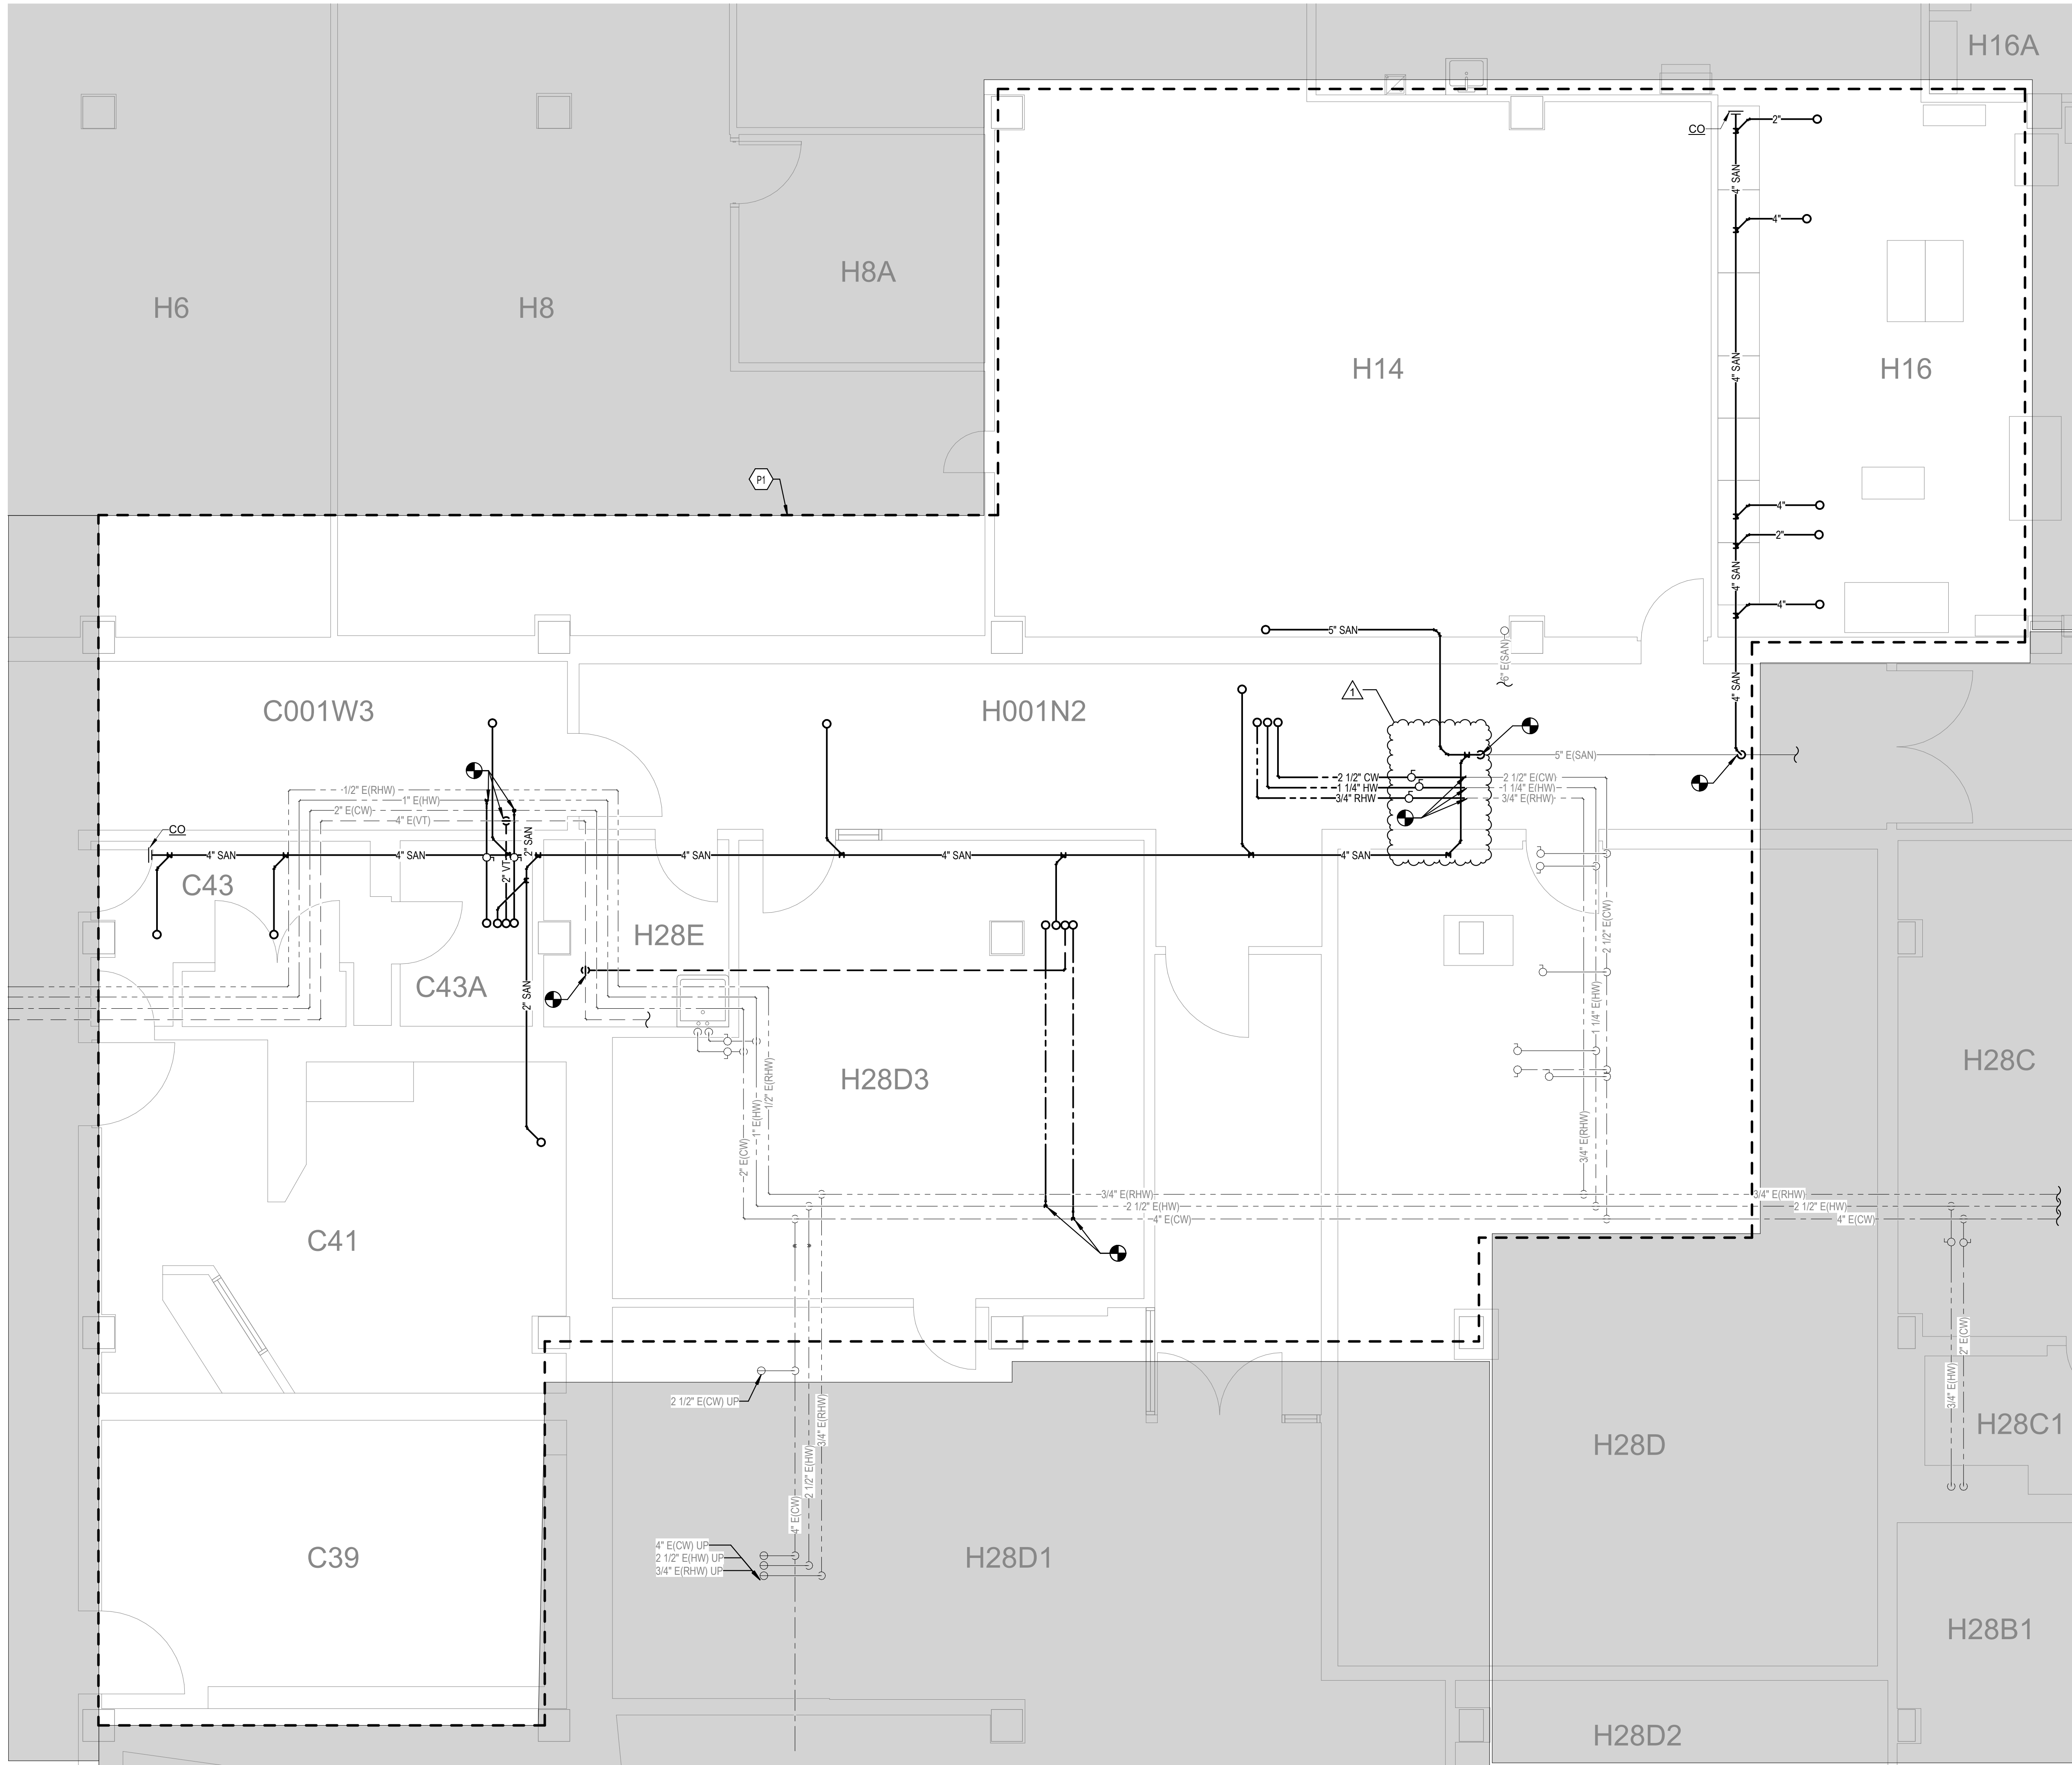 H16A
CO
2"
4" SAN
4"
H8A
H6
H8
H14
H16
4" SAN
P1
4"
2"
4" SAN
4"
5" SAN
6" E(SAN)
4" SAN
1
C001W3
H001N2
5" E(SAN)
2 1/2" CW
2 1/2" E(CW)
1 1/4" HW
1 1/4" E(HW)
3/4" RHW
3/4" E(RHW)
1/2" E(RHW)
1" E(HW)
2" E(CW)
4" E(VT)
CO
2" SAN
4" SAN
4" SAN
4" SAN
4" SAN
4" SAN
2" VT
C43
H28E
2 1/2" E(CW)
C43A
2" SAN
1 1/4" E(HW)
H28D3
H28C
1/2" E(RHW)
1" E(HW)
2" E(CW)
3/4" E(RHW)
3/4" E(RHW)
3/4" E(RHW)
2 1/2" E(HW)
2 1/2" E(HW)
4" E(CW)
4" E(CW)
C41
2" E(CW)
3/4" E(HW)
2 1/2" E(CW) UP
3/4" E(RHW)
2 1/2" E(HW)
4" E(CW)
H28D
H28C1
4" E(CW) UP
2 1/2" E(HW) UP
3/4" E(RHW) UP
C39
H28D1
H28B1
H28D2